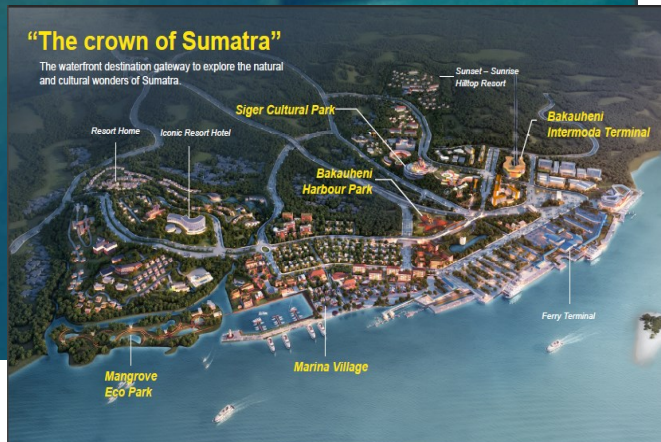 “The crown of Sumatra”
The waterfront destination gateway to explore the natural
and cultural wonders of Sumatra.
Sunset – Sunrise
Hilltop Resort
Siger Cultural Park
Bakauheni
Intermoda Terminal
Resort Home
Iconic Resort Hotel
Bakauheni
Harbour Park
Ferry Terminal
Marina Village
Mangrove
Eco Park